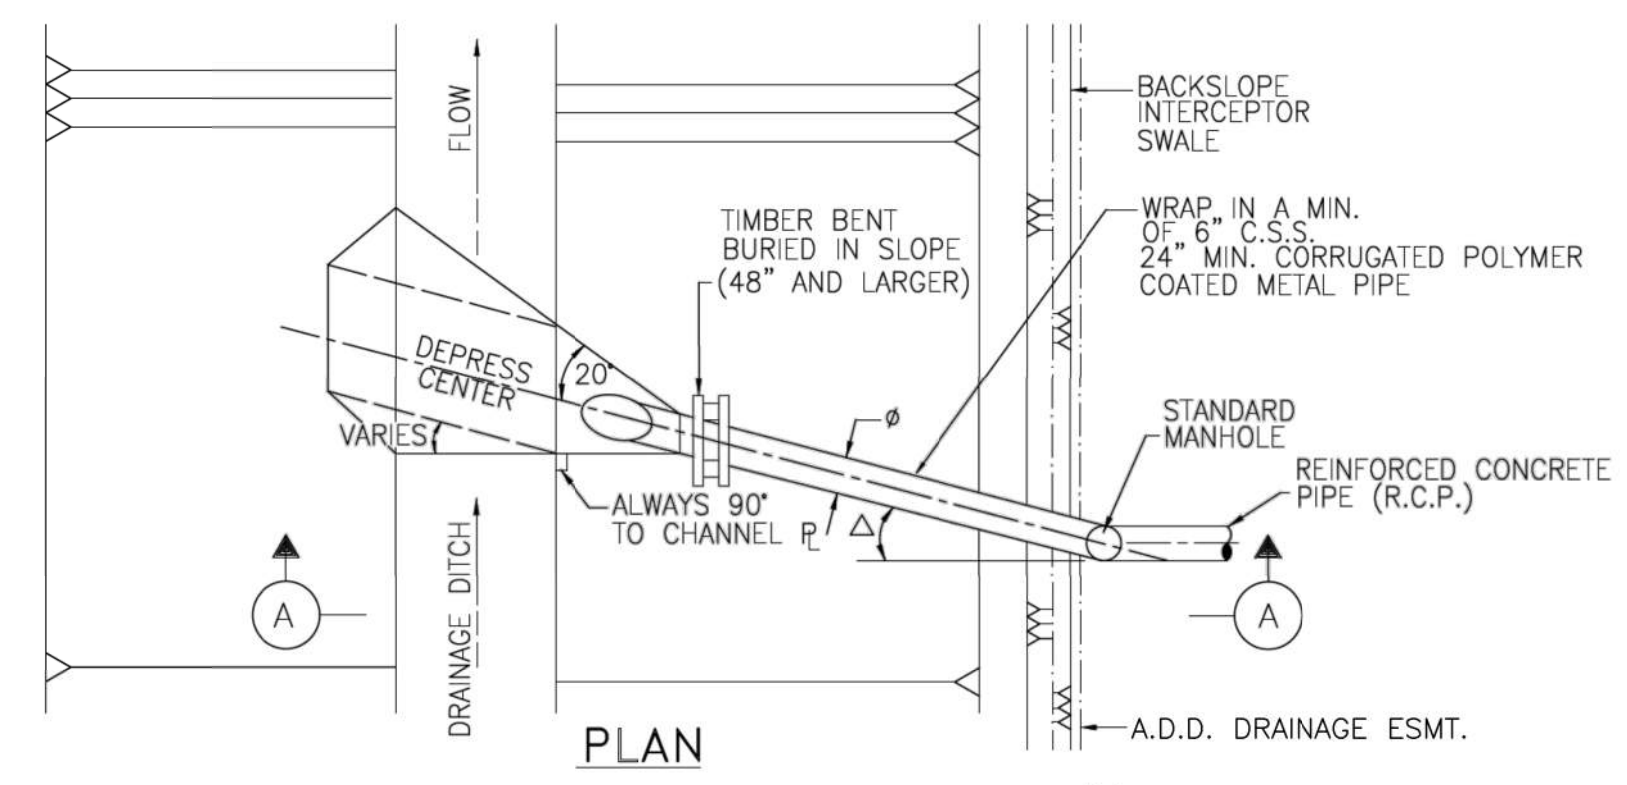 BACKSLOPE
INTERCEPTOR
SWALE
FLOW
TIMBER BENT
BURIED IN SLOPE
(48" AND LARGER)
WRAP IN A MIN.
OF 6" C.S.S.
24" MIN. CORRUGATED POLYMER
COATED METAL PIPE
DEPRESS
CENTER
20°
VARIES
ø
STANDARD
MANHOLE
REINFORCED CONCRETE
PIPE (R.C.P.)
ALWAYS 90°
TO CHANNEL ⅊
△
DRAINAGE DITCH
A
A
A.D.D. DRAINAGE ESMT.
PLAN